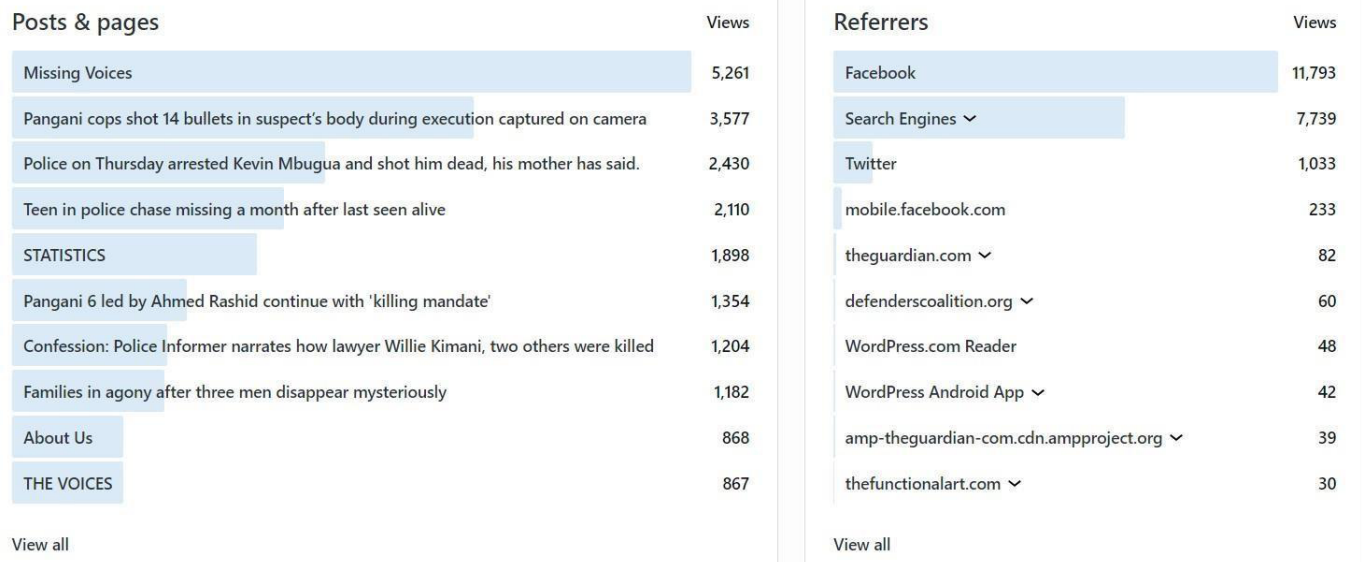 Posts & pages Views
Missing Voices 5,261
Pangani cops shot 14 bullets in suspect’s body during execution captured on camera 3,577
Police on Thursday arrested Kevin Mbugua and shot him dead, his mother has said. 2,430
Teen in police chase missing a month after last seen alive 2,110
STATISTICS 1,898
Pangani 6 led by Ahmed Rashid continue with 'killing mandate' 1,354
Confession: Police Informer narrates how lawyer Willie Kimani, two others were killed 1,204
Families in agony after three men disappear mysteriously 1,182
About Us 868
THE VOICES 867
View all
Referrers Views
Facebook 11,793
Search Engines 7,739
Twitter 1,033
mobile.facebook.com 233
theguardian.com 82
defenderscoalition.org 60
WordPress.com Reader 48
WordPress Android App 42
amp-theguardian-com.cdn.ampproject.org 39
thefunctionalart.com 30
View all